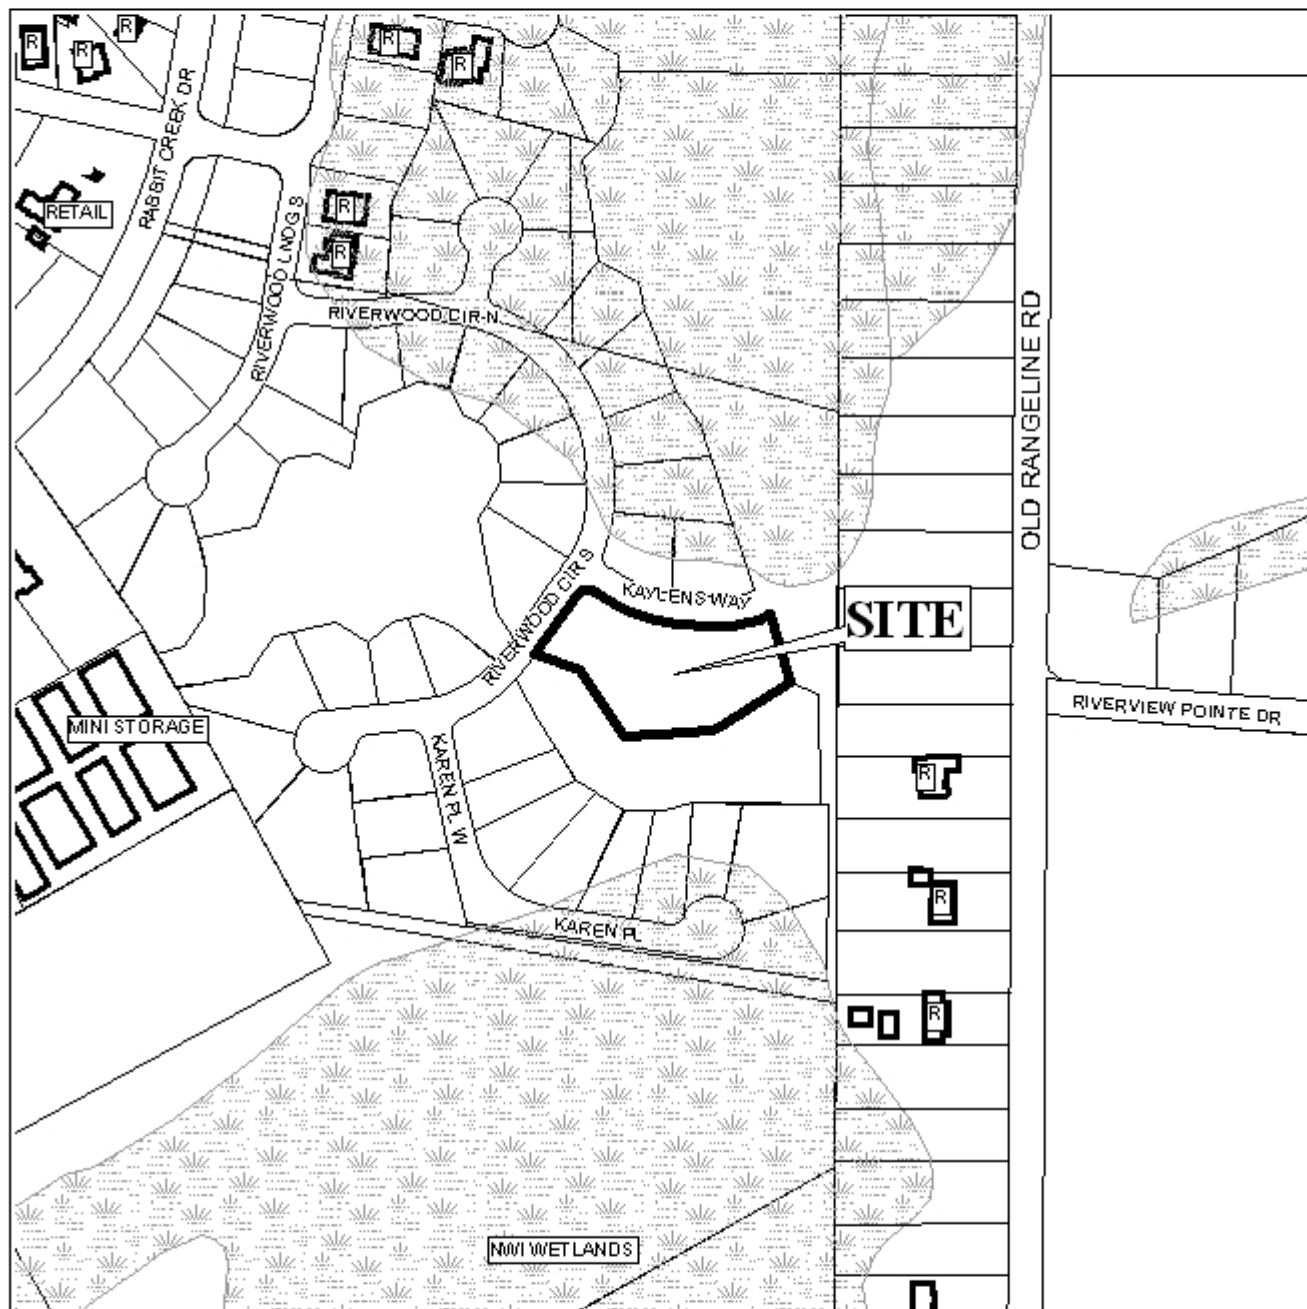 R
R
R
R
R
RABBIT CREEK DR
RETAIL
R
R
RIVERWOOD LNDG S
RIVERWOOD CIR N
OLD RANGELINE RD
RIVERWOOD CIR S
KAYLENS WAY
SITE
RIVERVIEW POINTE DR
MINI STORAGE
KAREN PL W
R
R
KAREN PL
R
NWI WETLANDS